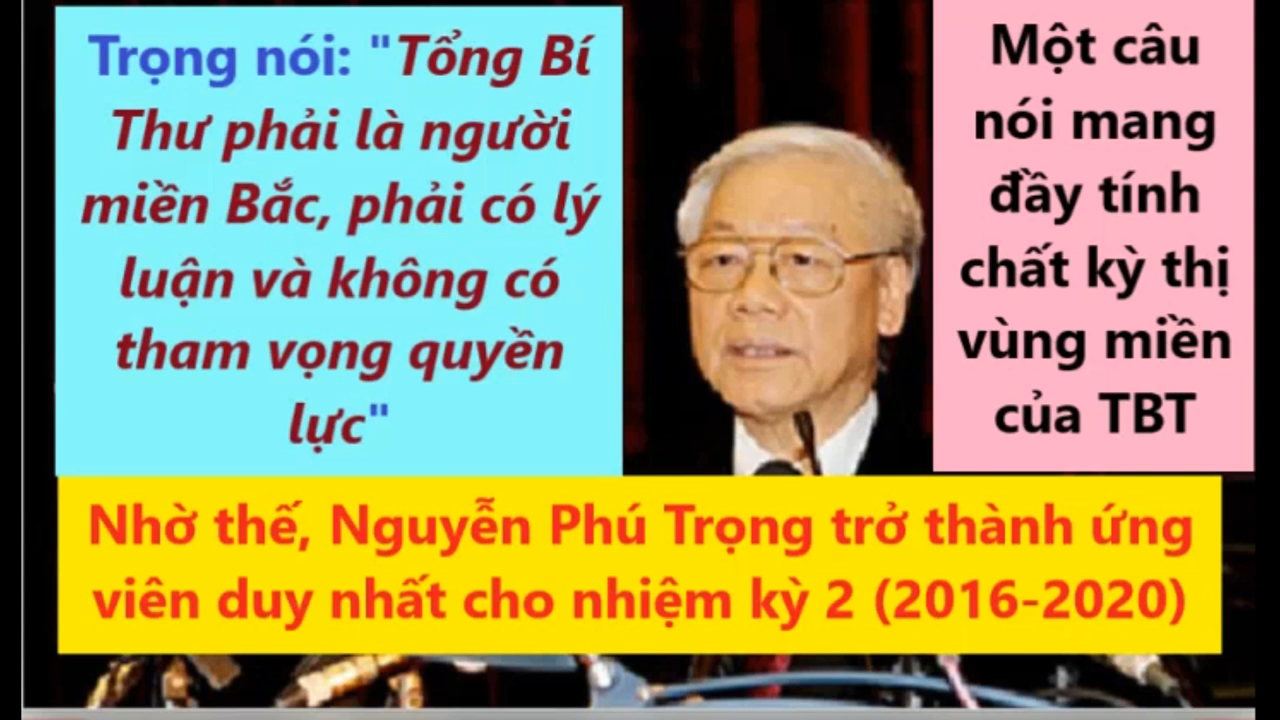 Trọng nói: "Tổng Bí
Thư phải là người
miền Bắc, phải có lý
luận và không có
tham vọng quyền
lực"
Một câu
nói mang
đầy tính
chất kỳ thị
vùng miền
của TBT
Nhờ thế, Nguyễn Phú Trọng trở thành ứng
viên duy nhất cho nhiệm kỳ 2 (2016-2020)